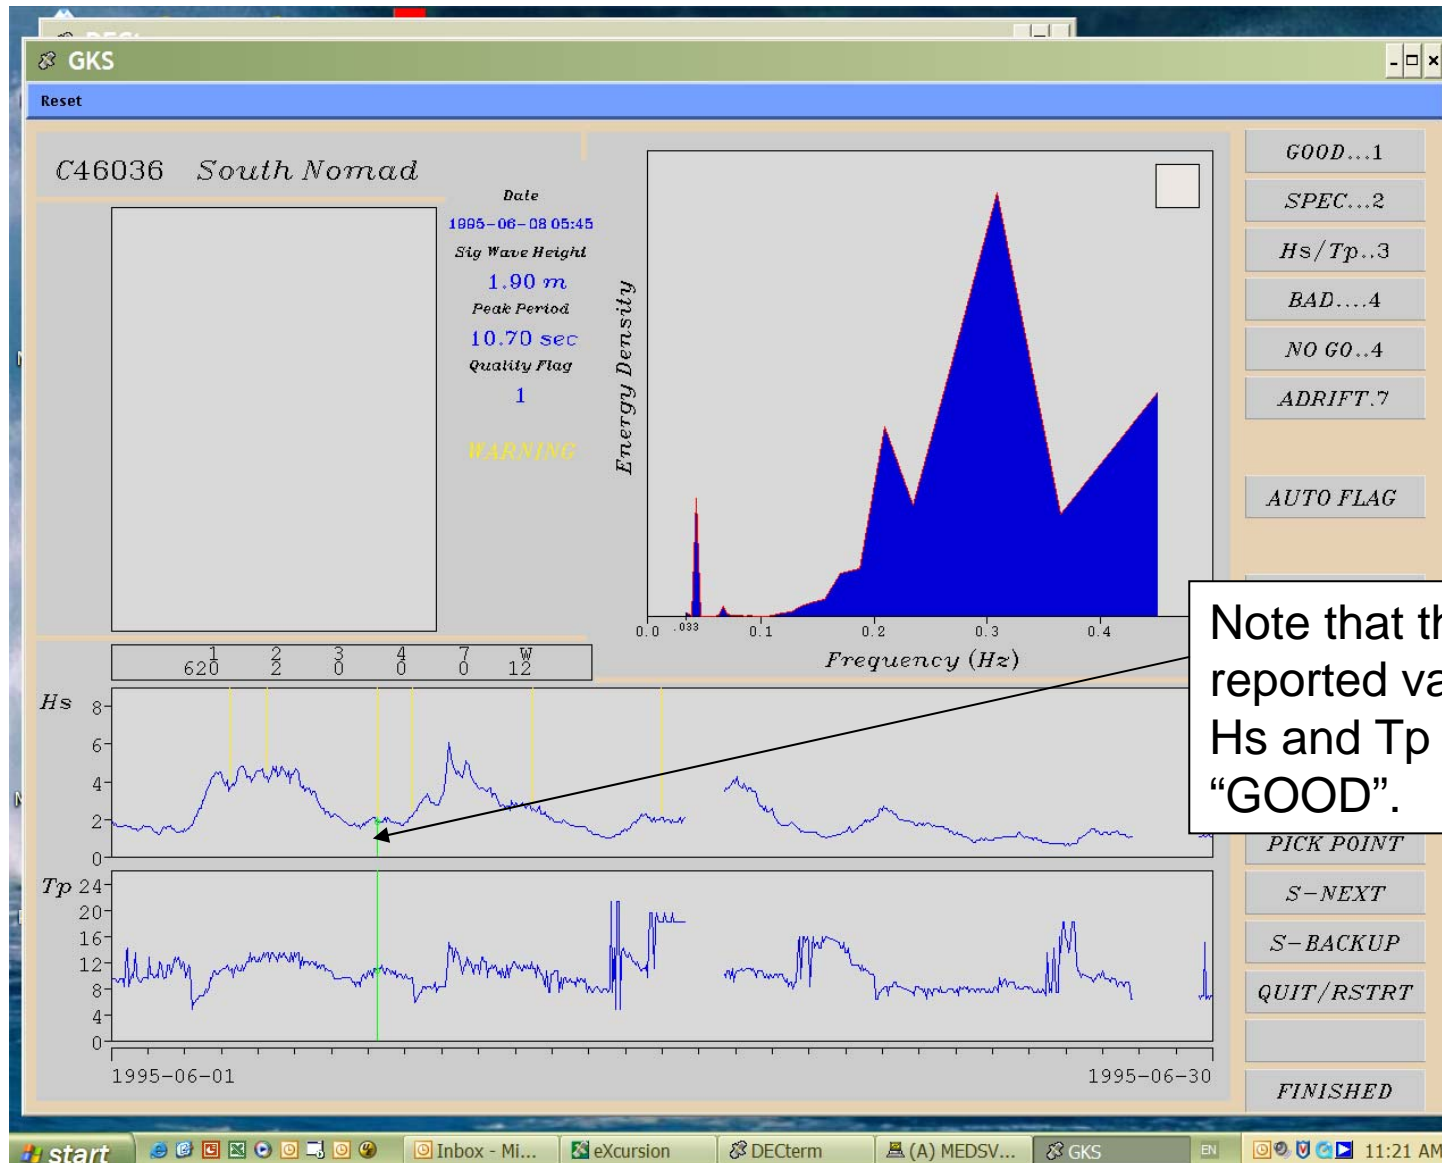 GKS
Reset
C46036 South Nomad
Date
1995-06-08 05:45
Sig Wave Height
1.90 m
Peak Period
10.70 sec
Quality Flag
1
WARNING
Energy Density
0.0 .033 0.1 0.2 0.3 0.4
Frequency (Hz)
GOOD...1
SPEC...2
Hs/Tp..3
BAD....4
NO GO..4
ADRIFT.7
AUTO FLAG
Note that th
reported va
Hs and Tp
“GOOD”.
PICK POINT
S-NEXT
S-BACKUP
QUIT/RSTRT
FINISHED
1 2 3 4 7 W
620 2 0 0 0 12
Hs
8
6
4
2
0
Tp
24
20
16
12
8
4
0
1995-06-01 1995-06-30
start
Inbox - Mi...
eXcursion
DECterm
(A) MEDSV...
GKS
EN
11:21 AM